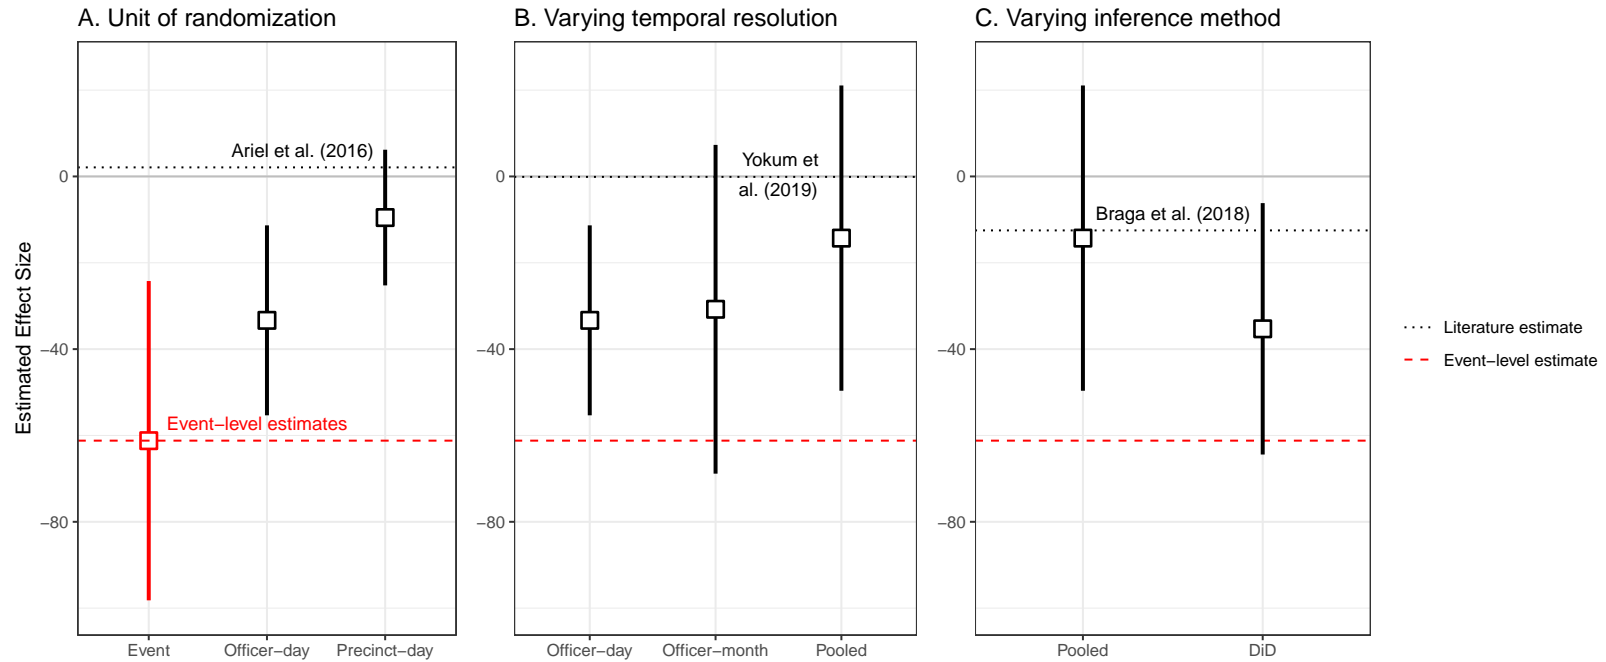 A. Unit of randomization
B. Varying temporal resolution
C. Varying inference method
Estimated Effect Size
0
−40
−80
Ariel et al. (2016)
Event−level estimates
Event
Officer−day
Precinct−day
0
−40
−80
Yokum et
al. (2019)
Officer−day
Officer−month
Pooled
0
−40
−80
Braga et al. (2018)
Pooled
DiD
Literature estimate
Event−level estimate